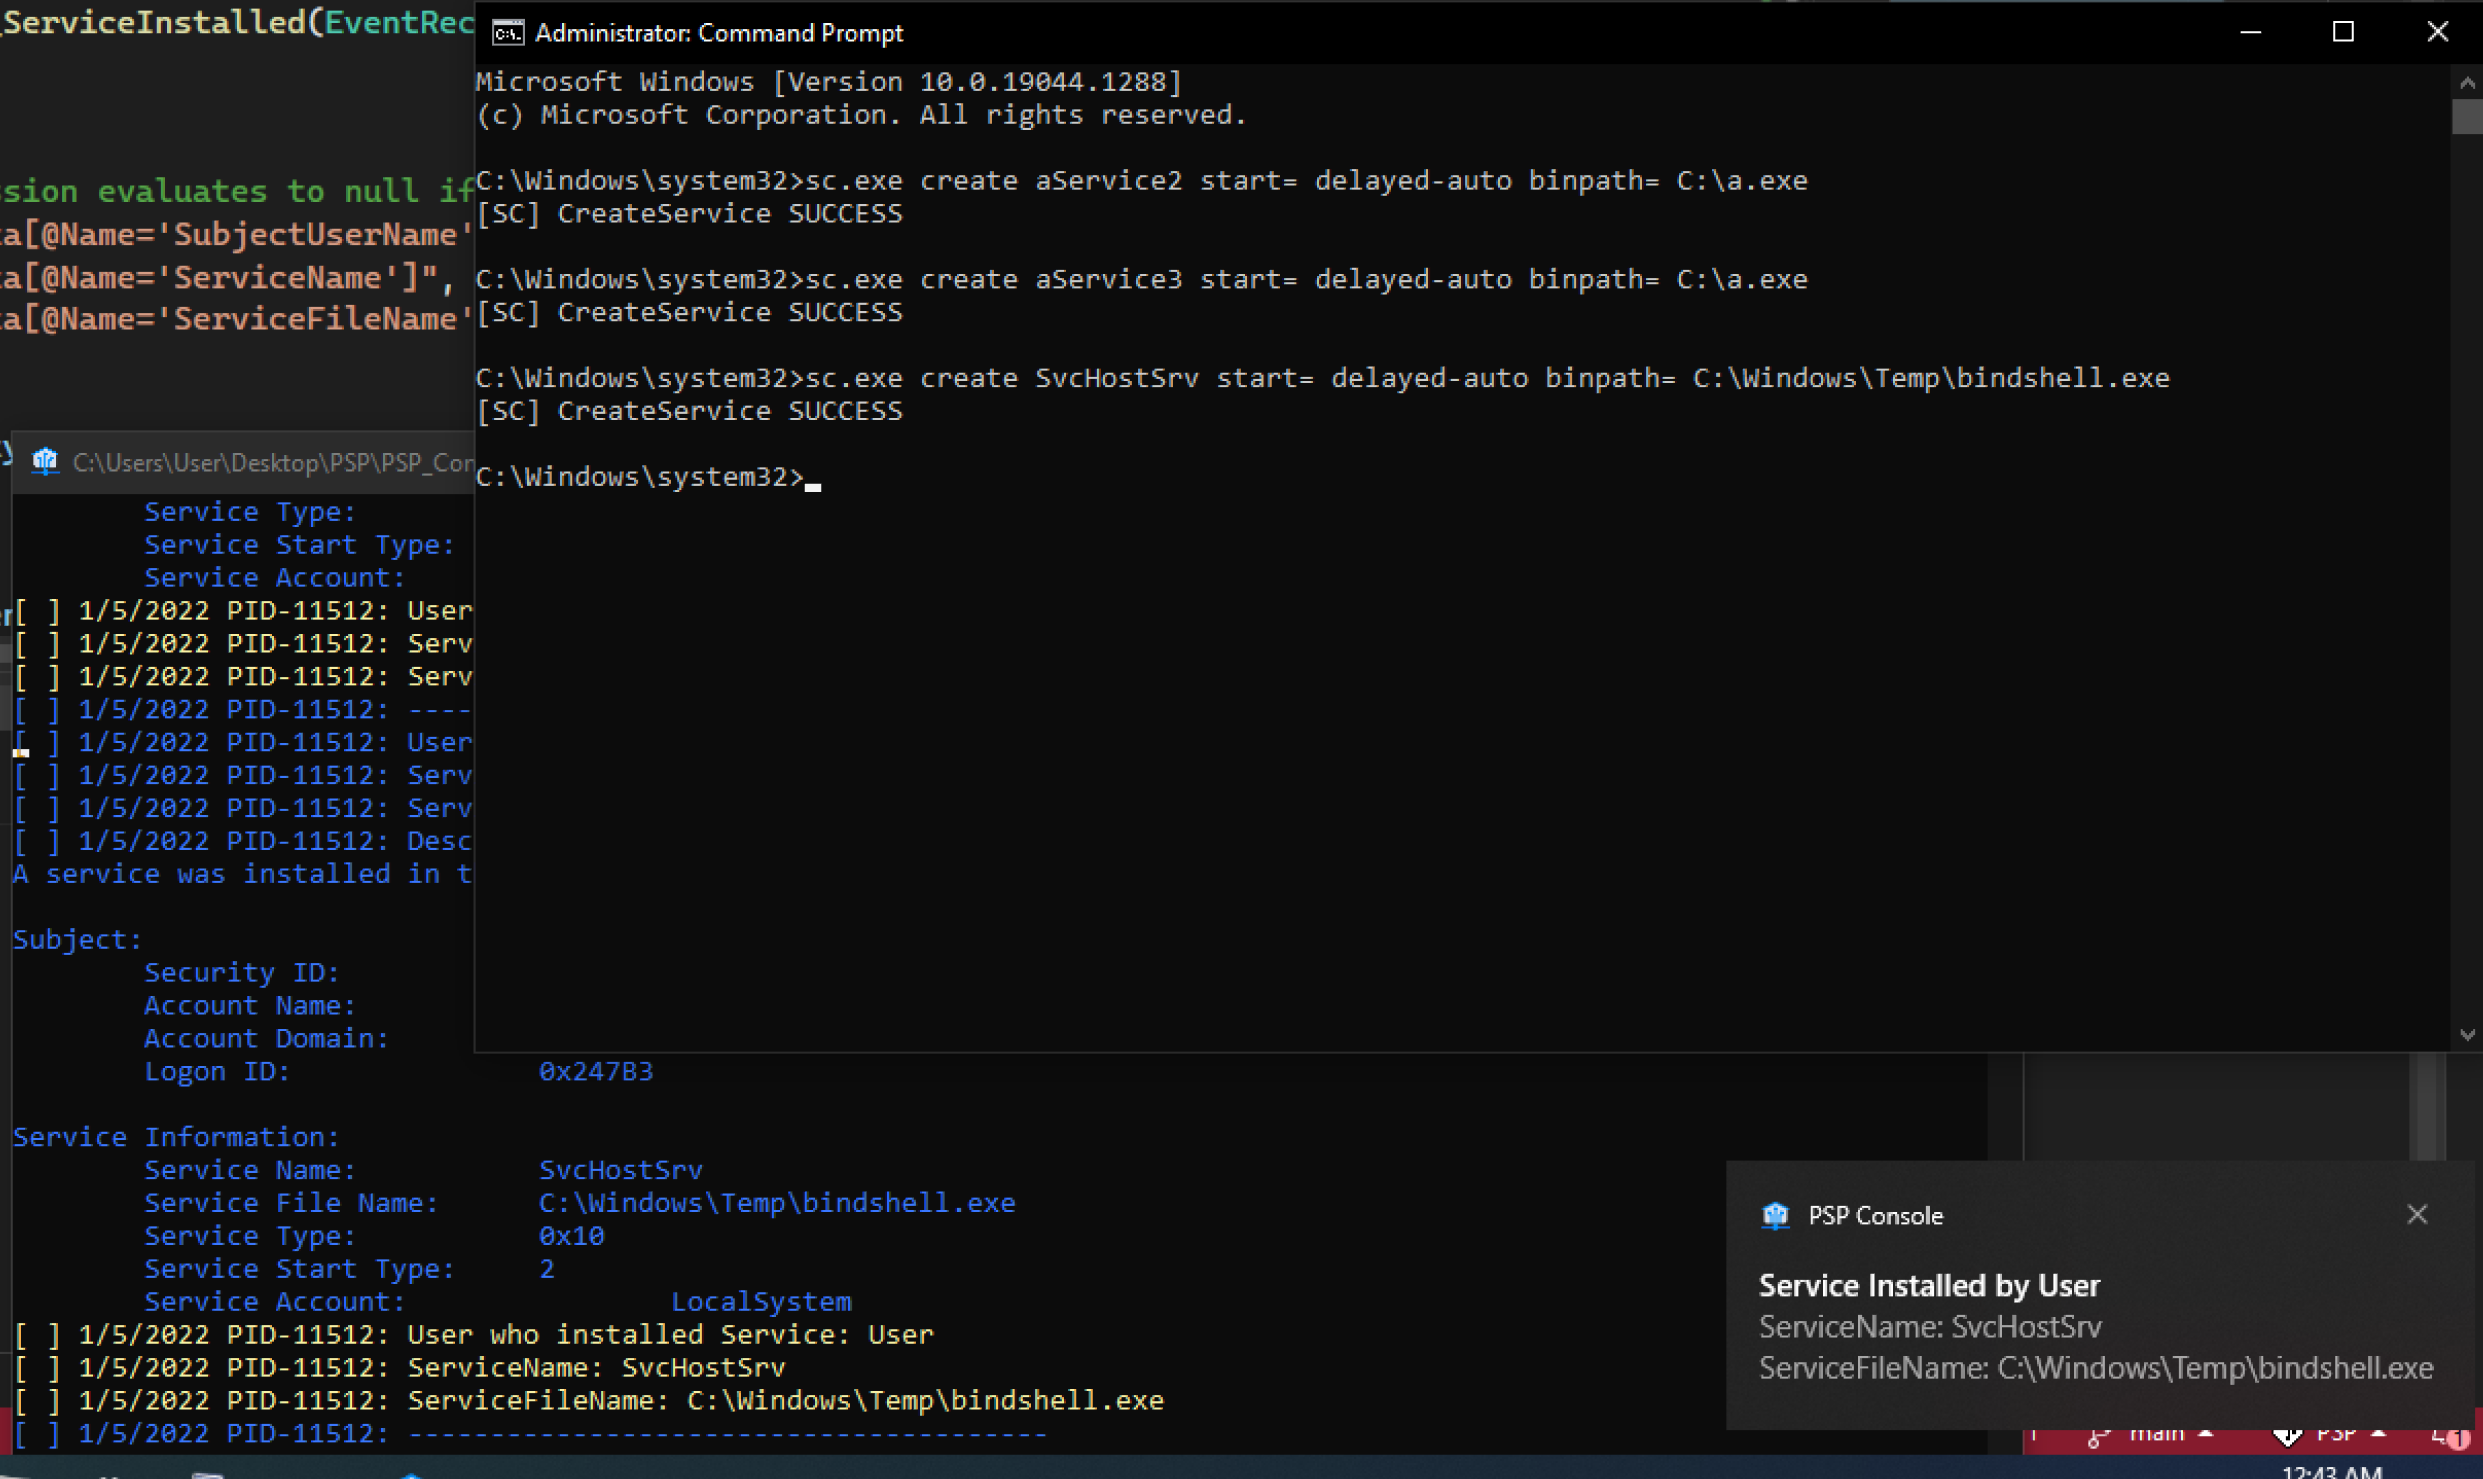 _ServiceInstalled(EventRec
ssion evaluates to null if
ta[@Name='SubjectUserName'
ta[@Name='ServiceName']",
ta[@Name='ServiceFileName'
Administrator: Command Prompt
Microsoft Windows [Version 10.0.19044.1288]
(c) Microsoft Corporation. All rights reserved.
C:\Windows\system32>sc.exe create aService2 start= delayed-auto binpath= C:\a.exe
[SC] CreateService SUCCESS
C:\Windows\system32>sc.exe create aService3 start= delayed-auto binpath= C:\a.exe
[SC] CreateService SUCCESS
C:\Windows\system32>sc.exe create SvcHostSrv start= delayed-auto binpath= C:\Windows\Temp\bindshell.exe
[SC] CreateService SUCCESS
C:\Windows\system32>
C:\Users\User\Desktop\PSP\PSP_Con
Service Type:
Service Start Type:
Service Account:
[ ] 1/5/2022 PID-11512: User
[ ] 1/5/2022 PID-11512: Serv
[ ] 1/5/2022 PID-11512: Serv
[ ] 1/5/2022 PID-11512: ----
[ ] 1/5/2022 PID-11512: User
[ ] 1/5/2022 PID-11512: Serv
[ ] 1/5/2022 PID-11512: Serv
[ ] 1/5/2022 PID-11512: Desc
A service was installed in t
Subject:
Security ID:
Account Name:
Account Domain:
Logon ID: 0x247B3
Service Information:
Service Name: SvcHostSrv
Service File Name: C:\Windows\Temp\bindshell.exe
Service Type: 0x10
Service Start Type: 2
Service Account: LocalSystem
[ ] 1/5/2022 PID-11512: User who installed Service: User
[ ] 1/5/2022 PID-11512: ServiceName: SvcHostSrv
[ ] 1/5/2022 PID-11512: ServiceFileName: C:\Windows\Temp\bindshell.exe
[ ] 1/5/2022 PID-11512: ---------------------------------------
PSP Console
Service Installed by User
ServiceName: SvcHostSrv
ServiceFileName: C:\Windows\Temp\bindshell.exe
main PSP 1
12:43 AM